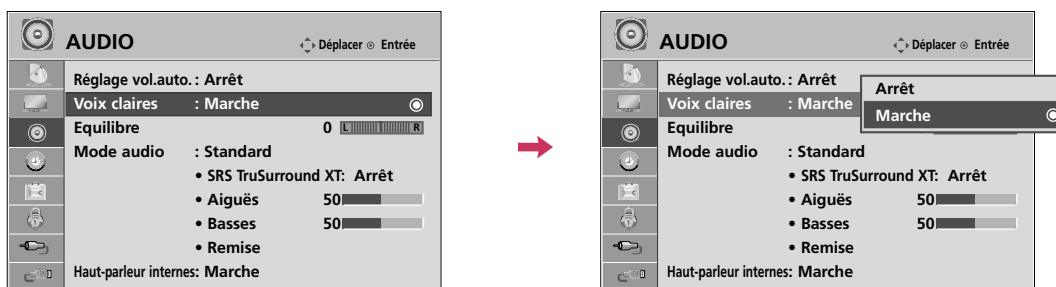 AUDIO
Déplacer Entrée
Réglage vol.auto. : Arrêt
Voix claires : Marche
Equilibre 0 L R
Mode audio : Standard
• SRS TruSurround XT: Arrêt
• Aiguës 50
• Basses 50
• Remise
Haut-parleur internes: Marche
AUDIO
Déplacer Entrée
Réglage vol.auto. : Arrêt
Voix claires : Marche
Arrêt
Marche
Equilibre
Mode audio : Standard
• SRS TruSurround XT: Arrêt
• Aiguës 50
• Basses 50
• Remise
Haut-parleur internes: Marche